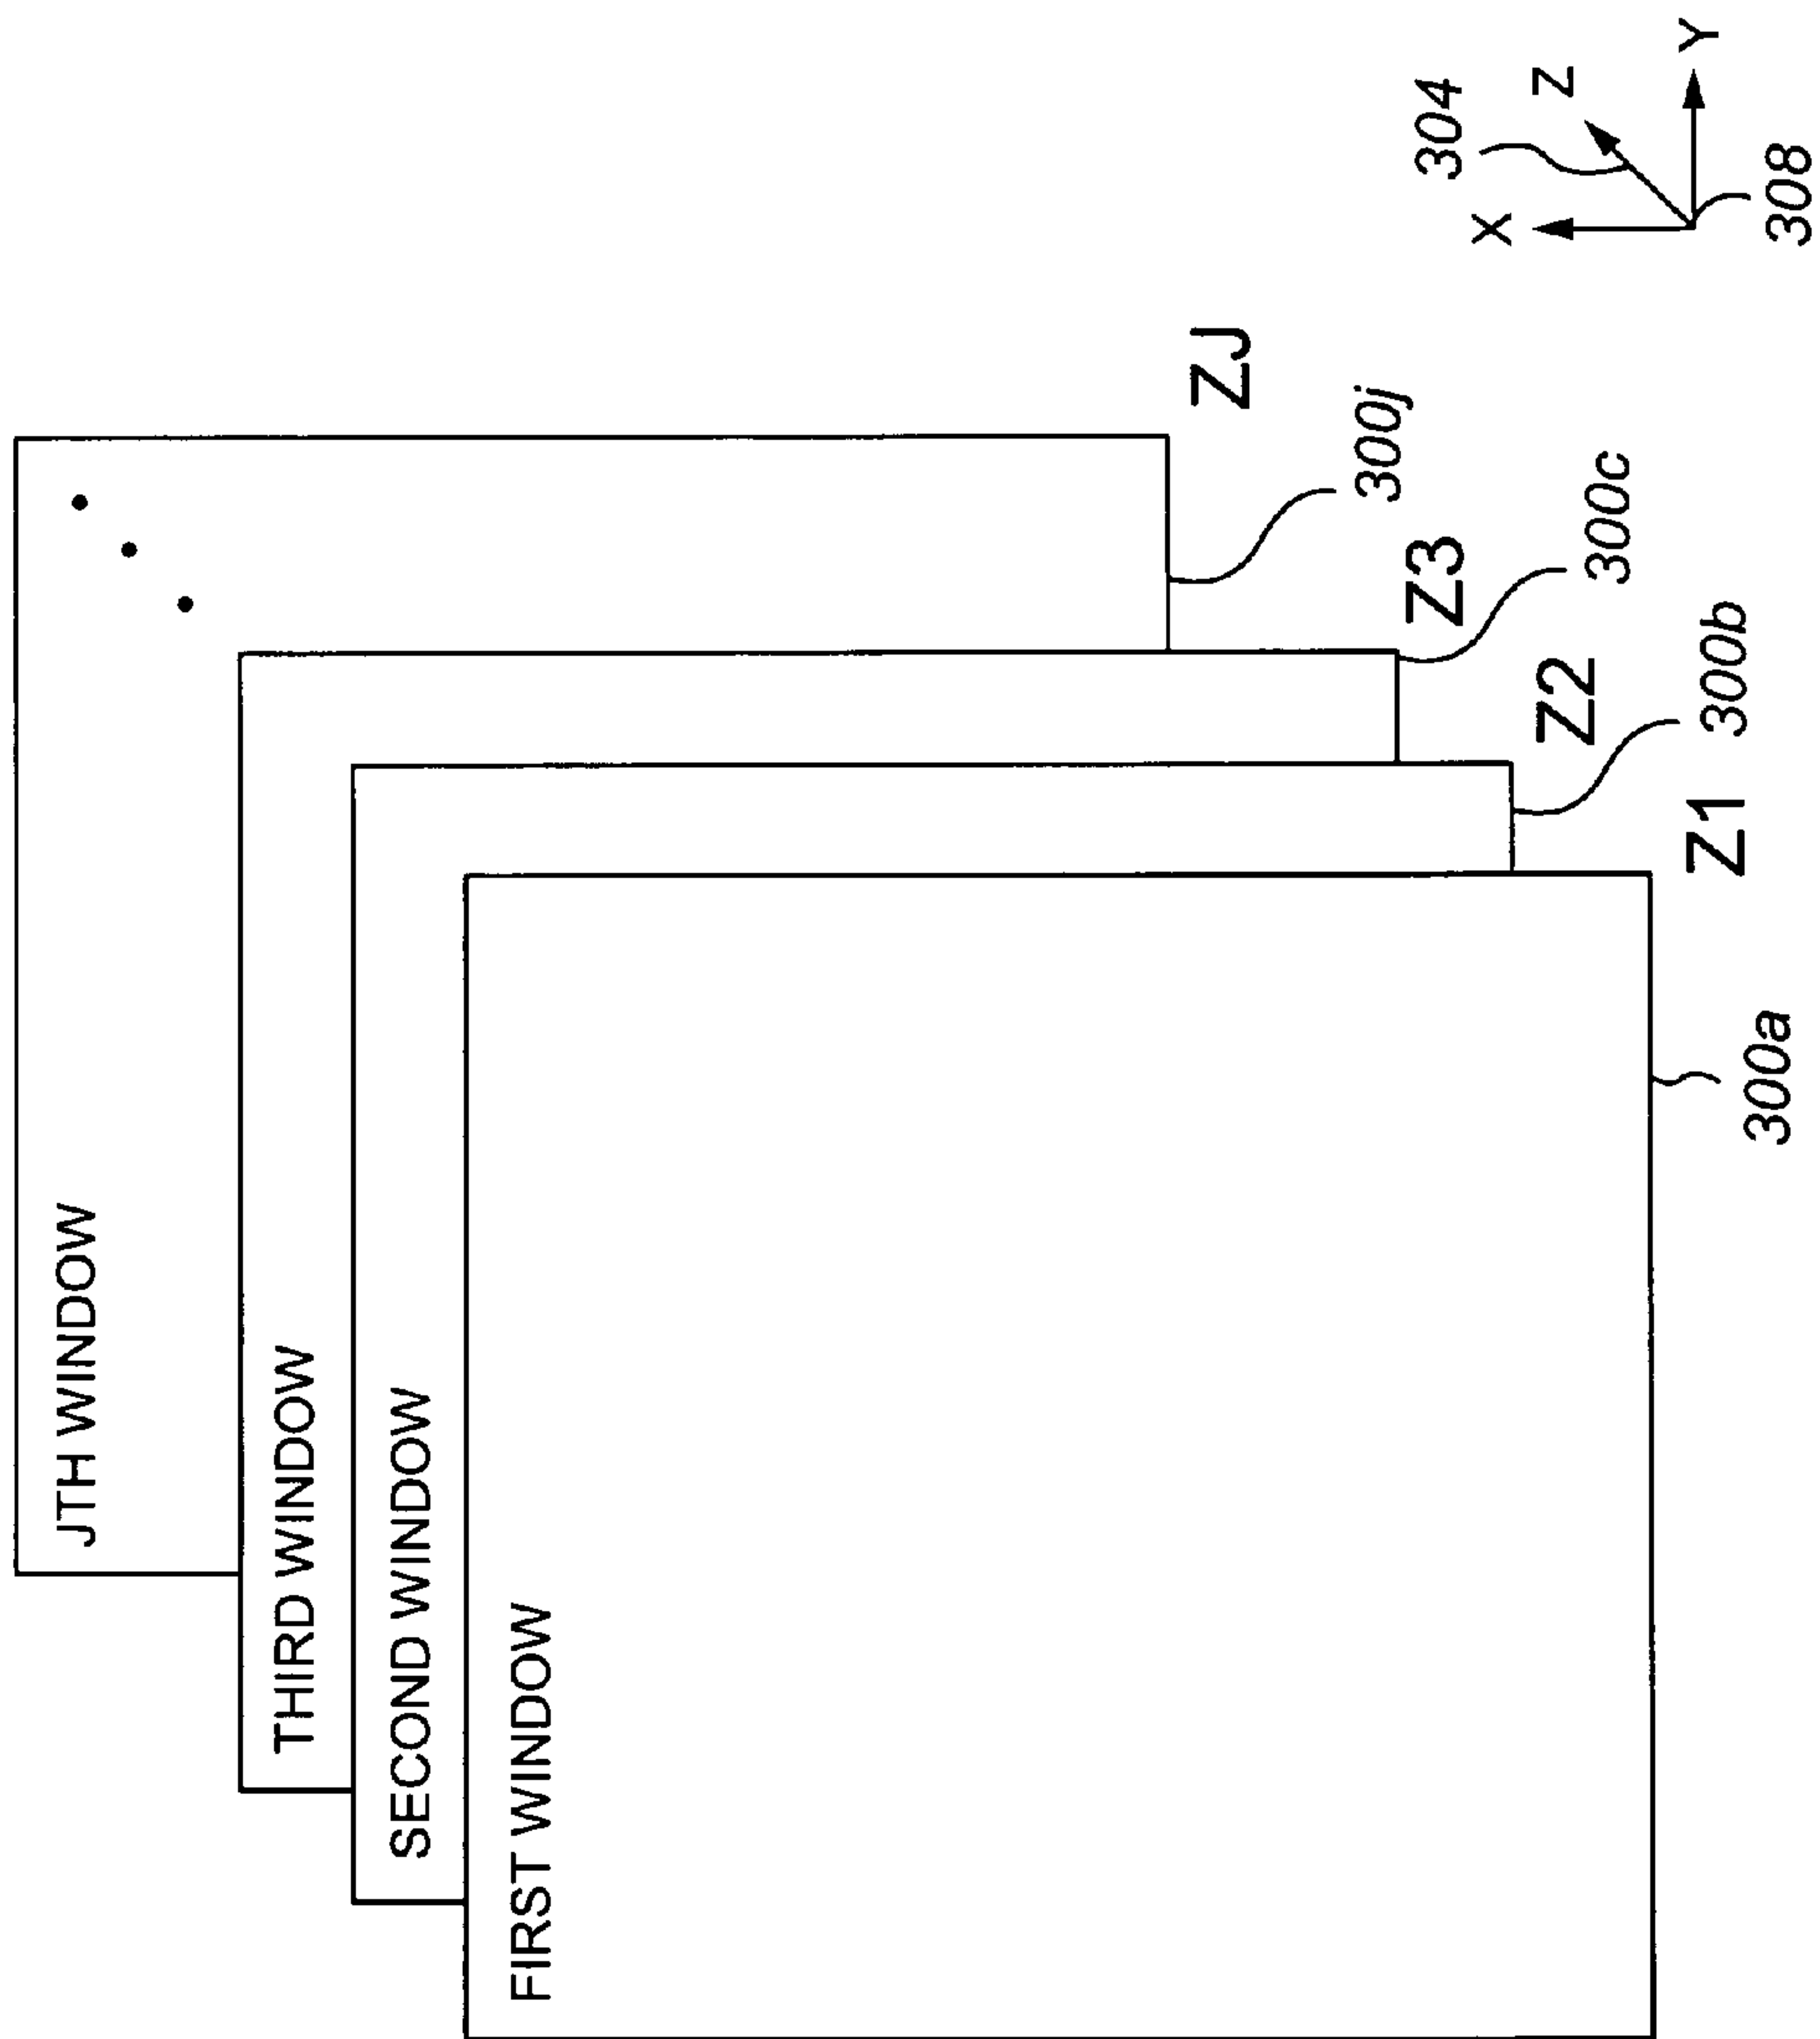 JTH WINDOW
THIRD WINDOW
SECOND WINDOW
FIRST WINDOW
ZJ
300j
Z3
300c
Z2
300b
Z1
300a
304
X
Z
Y
308